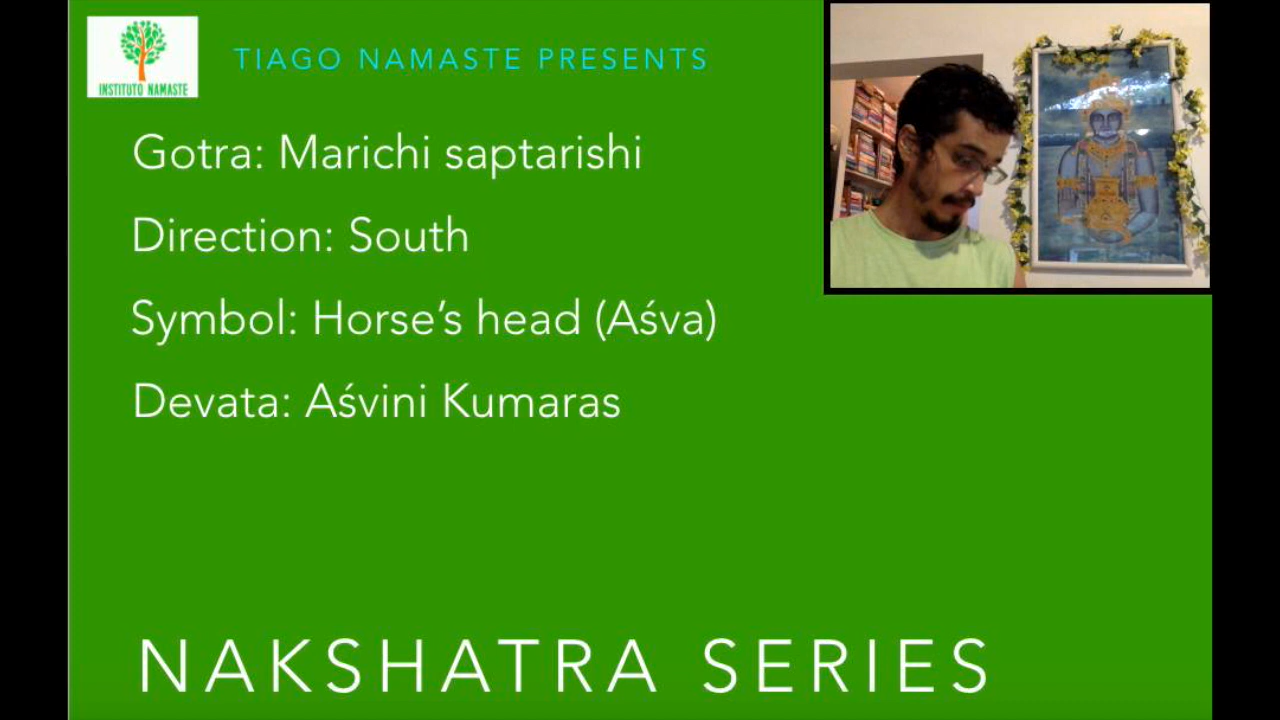 INSTITUTO NAMASTE
TIAGO NAMASTE PRESENTS
Gotra: Marichi saptarishi
Direction: South
Symbol: Horse’s head (Aśva)
Devata: Aśvini Kumaras
NAKSHATRA SERIES